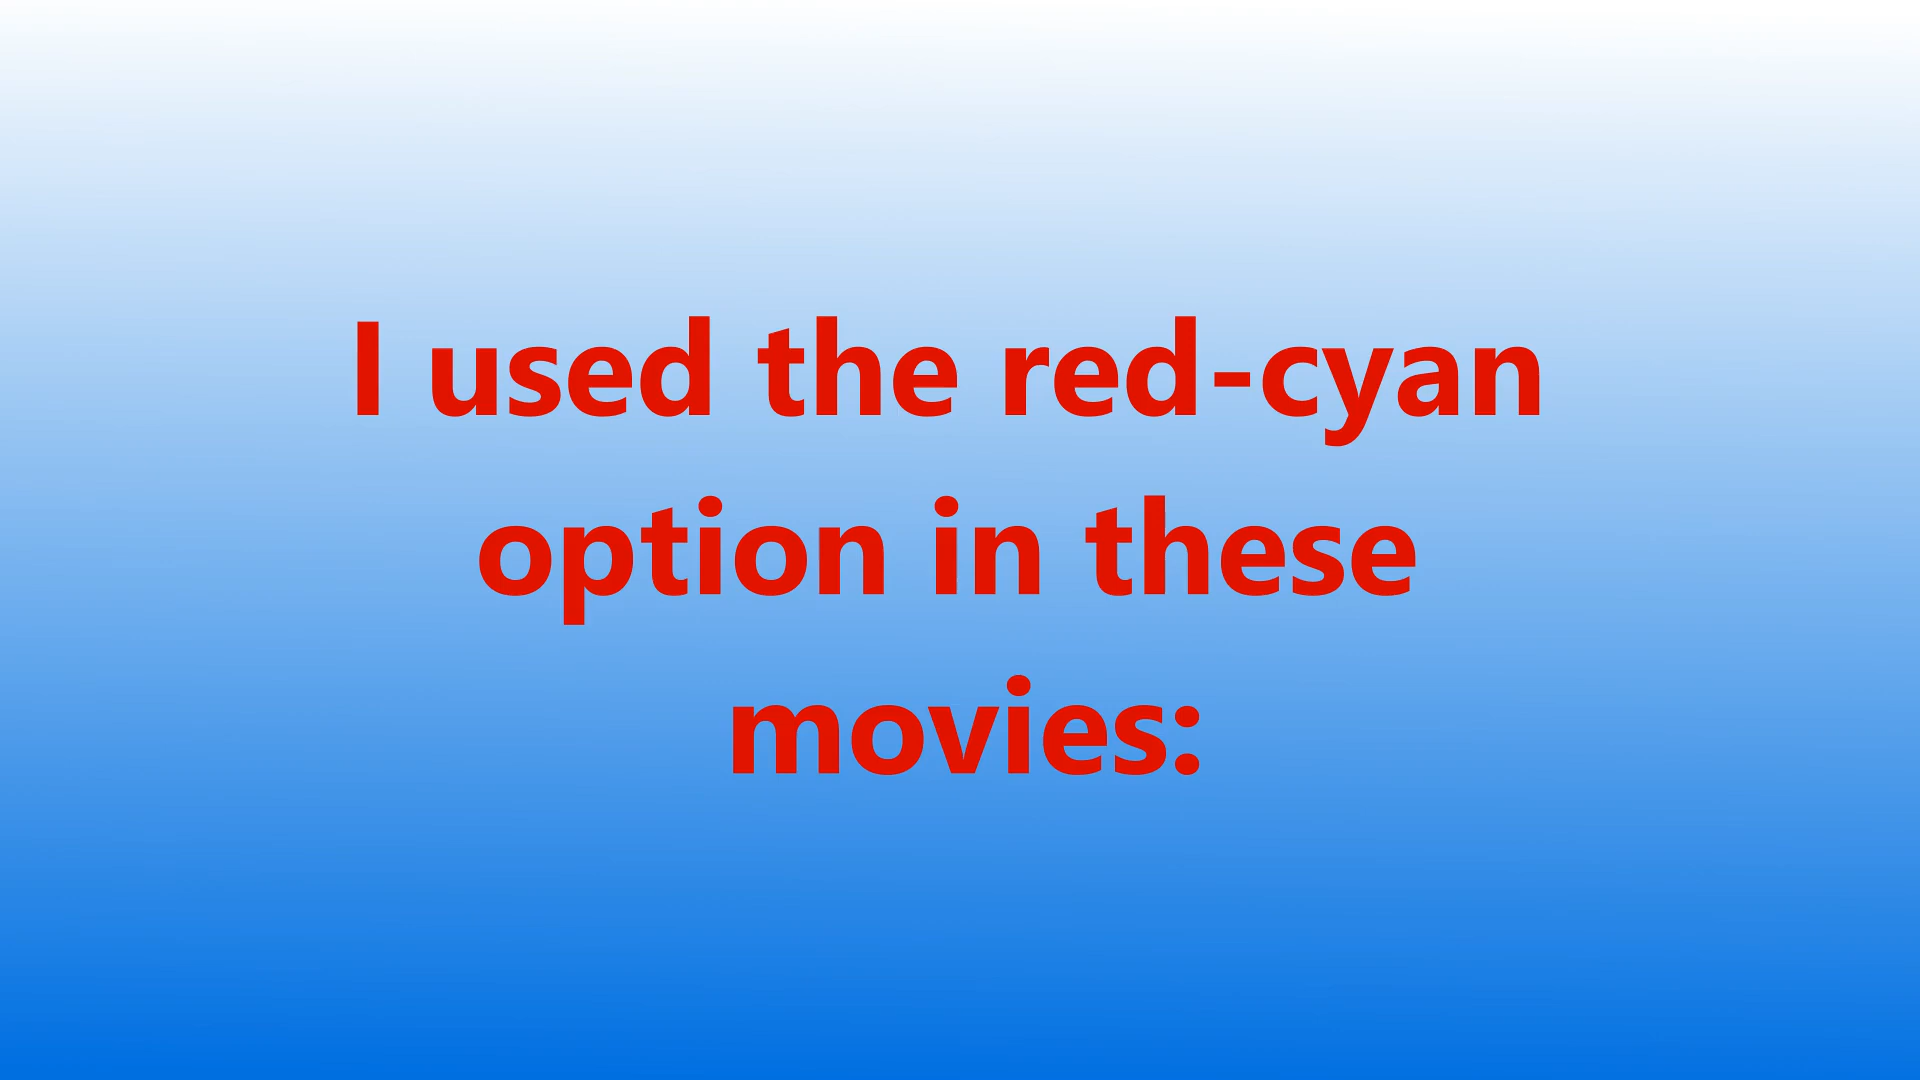 I used the red-cyan
option in these
movies: